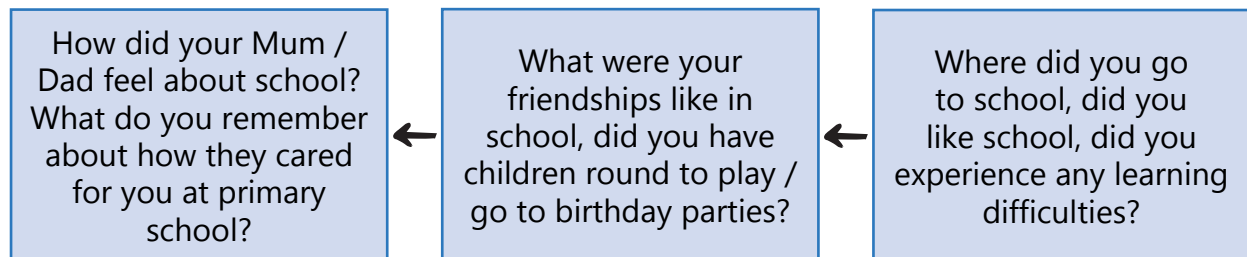 How did your Mum /
Dad feel about school?
What do you remember
about how they cared
for you at primary
school?
What were your
friendships like in
school, did you have
children round to play /
go to birthday parties?
Where did you go
to school, did you
like school, did you
experience any learning
difficulties?